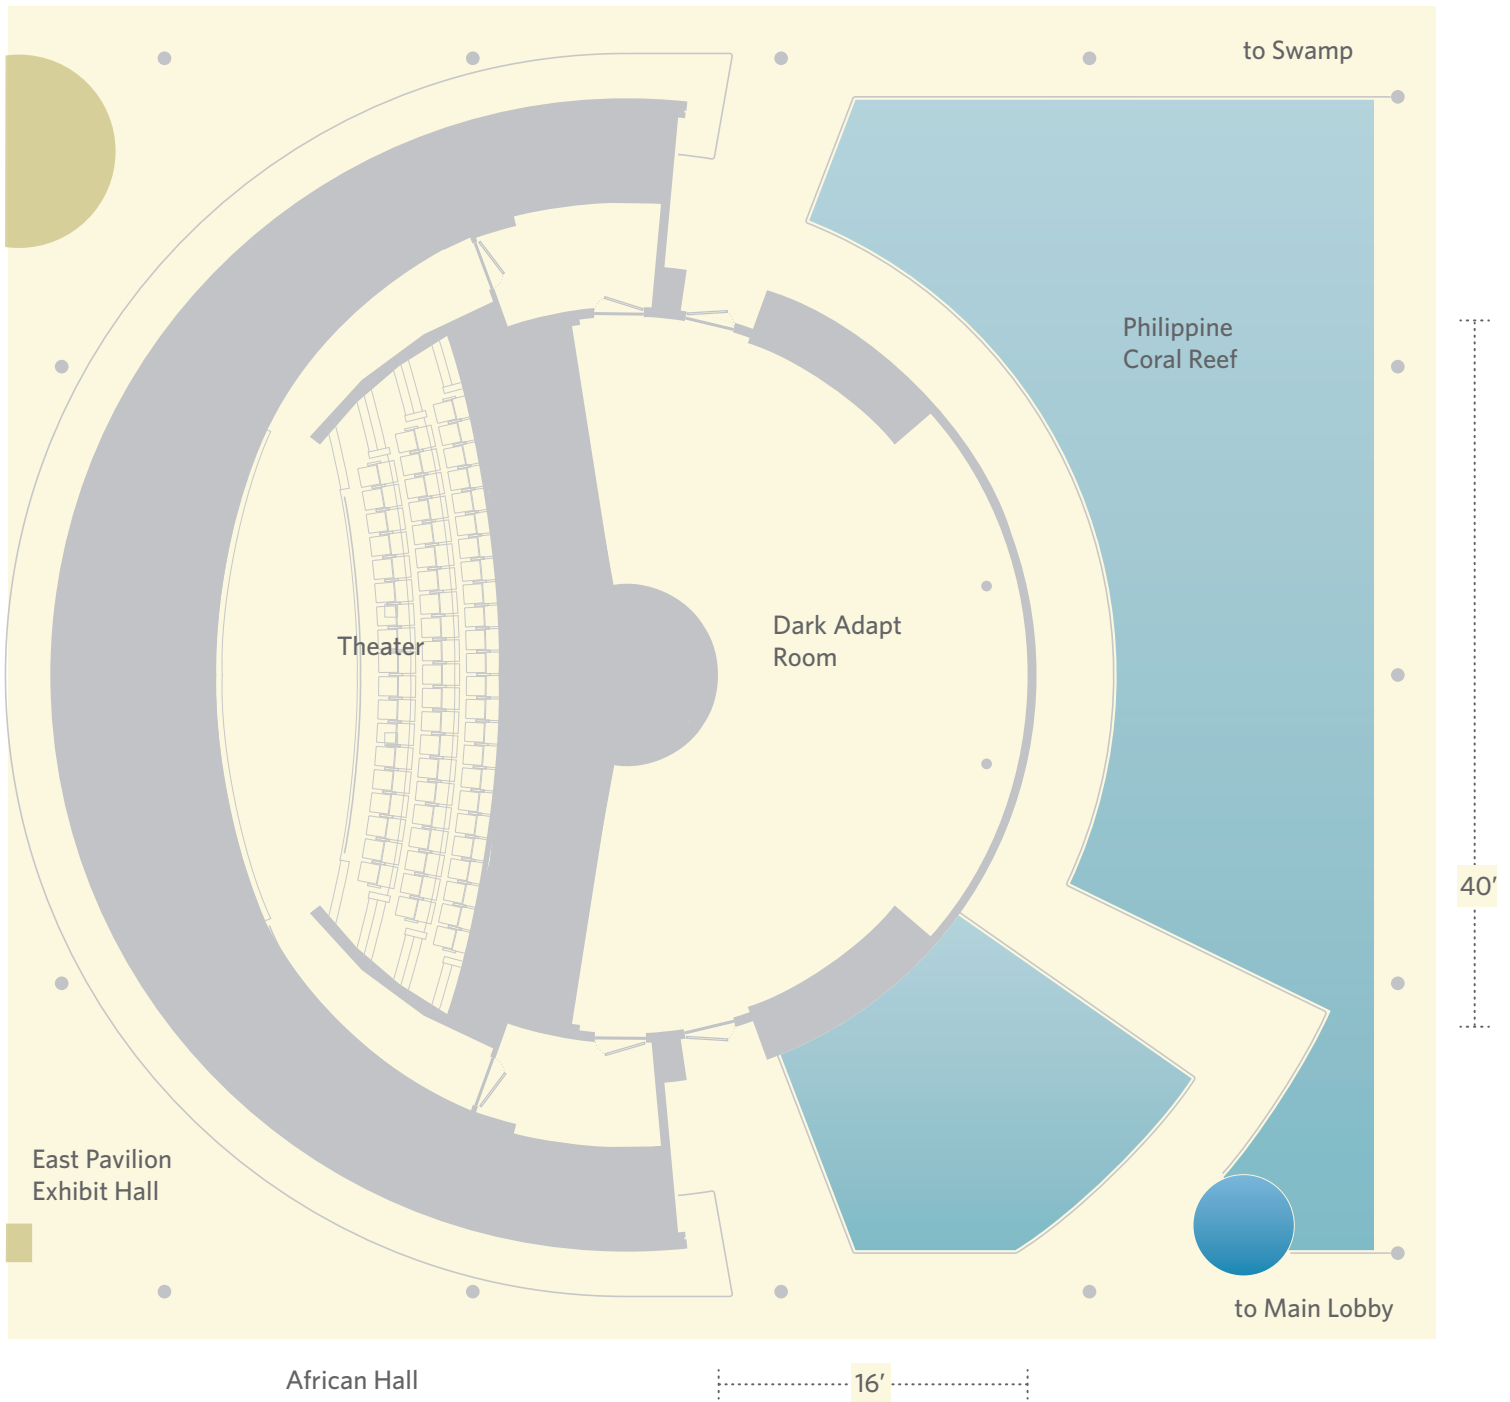 to Swamp
Philippine
Coral Reef
Dark Adapt
Room
Theater
40′
East Pavilion
Exhibit Hall
to Main Lobby
African Hall
16′